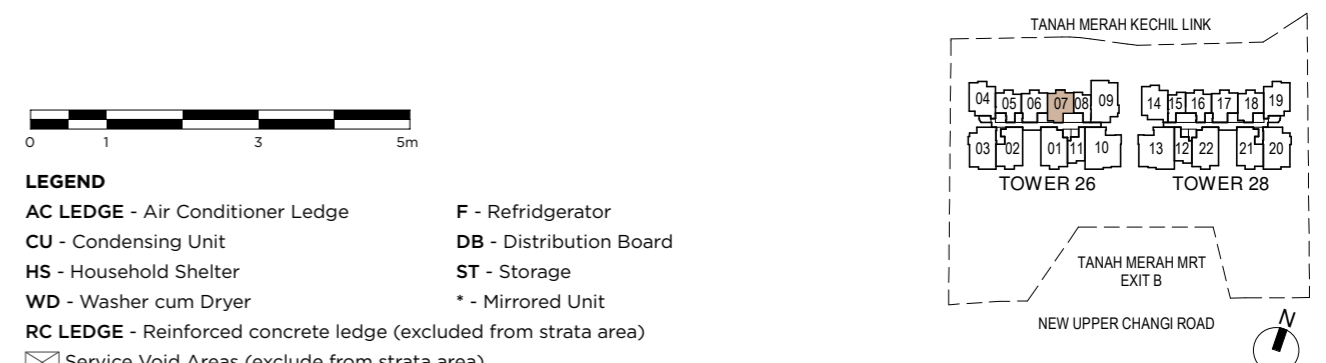 0 1 3 5m
LEGEND
AC LEDGE - Air Conditioner Ledge
CU - Condensing Unit
HS - Household Shelter
WD - Washer cum Dryer
F - Refridgerator
DB - Distribution Board
ST - Storage
* - Mirrored Unit
RC LEDGE - Reinforced concrete ledge (excluded from strata area)
Service Void Areas (exclude from strata area)
TANAH MERAH KECHIL LINK
04 05 06 07 08 09 14 15 16 17 18 19
03 02 01 11 10 13 12 22 21 20
TOWER 26 TOWER 28
TANAH MERAH MRT
EXIT B
NEW UPPER CHANGI ROAD
N